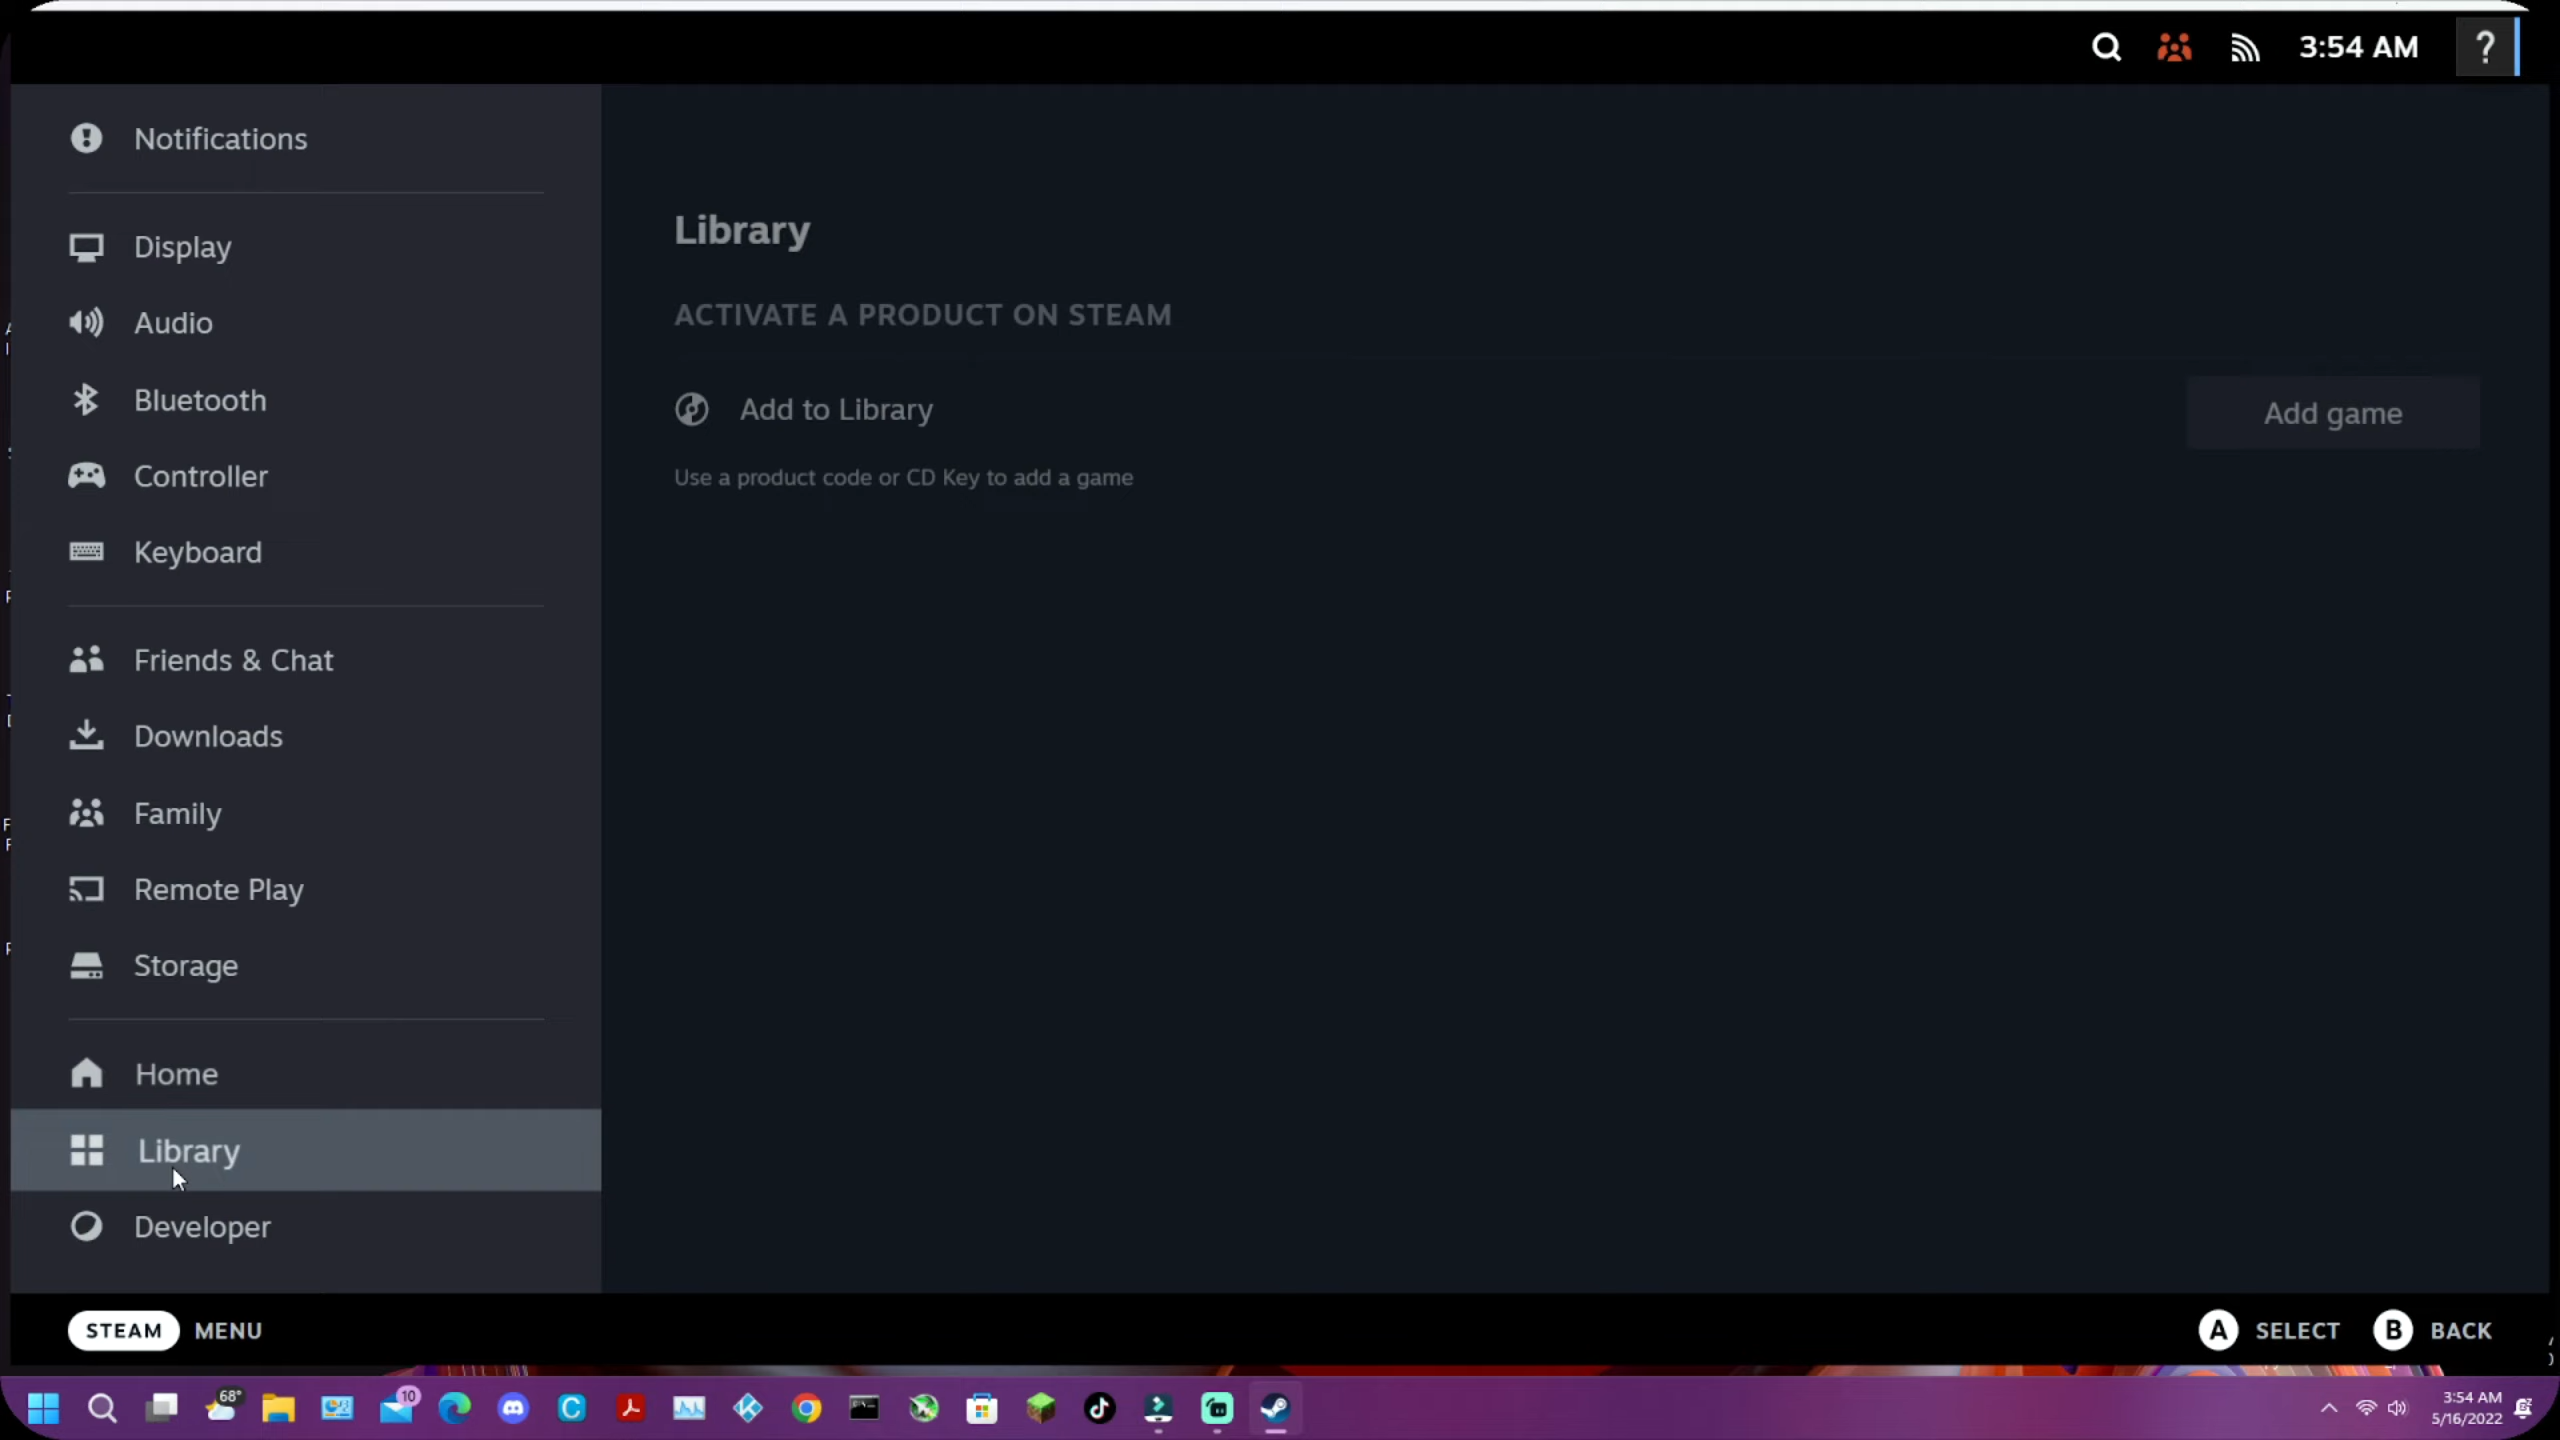 3:54 AM
?
Notifications
Display
Audio
Bluetooth
Controller
Keyboard
Friends & Chat
Downloads
Family
Remote Play
Storage
Home
Library
Developer
Library
ACTIVATE A PRODUCT ON STEAM
Add to Library
Add game
Use a product code or CD Key to add a game
STEAM MENU
A SELECT B BACK
68°
10
3:54 AM
5/16/2022